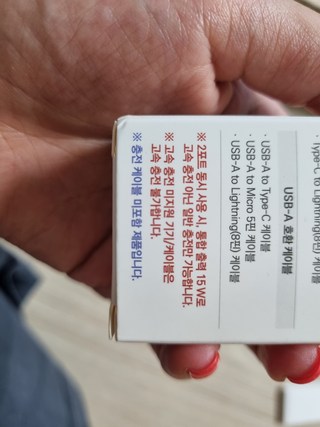 Type-C to Lightning(8핀) 케이블
USB-A 호환 케이블
· USB-A to Type-C 케이블
· USB-A to Micro 5핀 케이블
· USB-A to Lightning(8핀) 케이블
※ 2포트 동시 사용 시, 통합 출력 15W로
고속 충전 아닌 일반 충전만 가능합니다.
※ 고속 충전 미지원 기기/케이블은
고속 충전 불가합니다.
※ 충전 케이블 미포함 제품입니다.